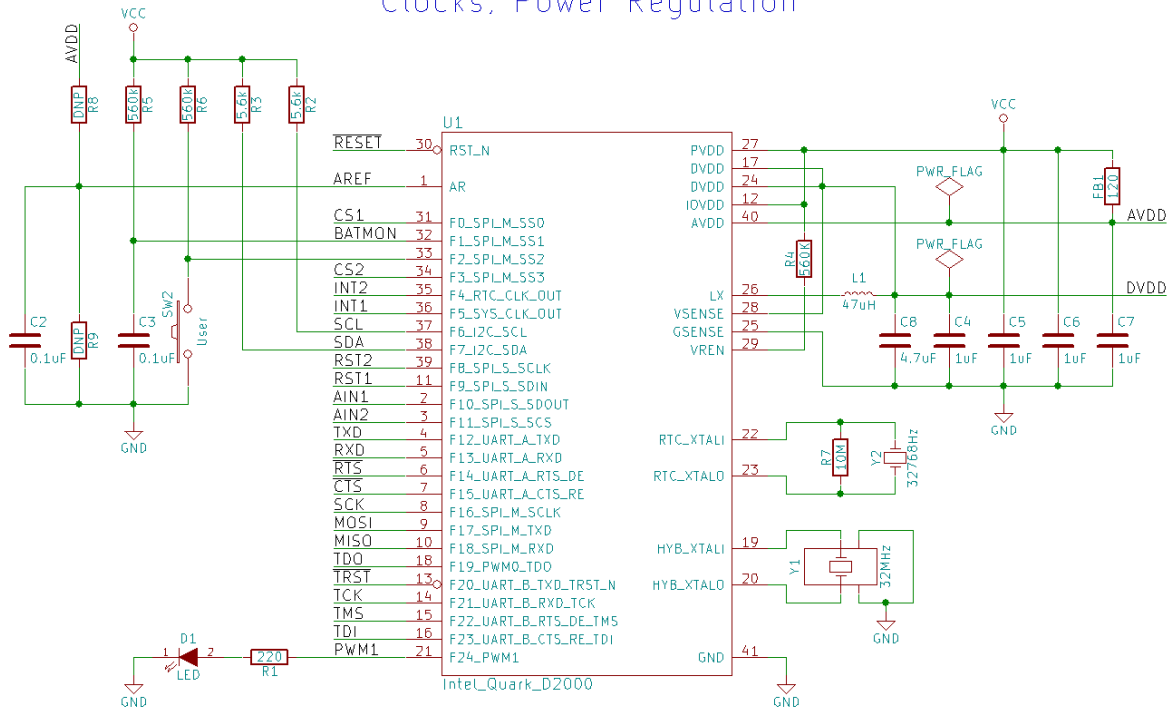 Clocks, Power Regulation
VCC
AVDD
DNP
R8
560k
R5
560k
R6
5.6k
R3
5.6k
R2
U1
RESET 30 RST_N
AREF 1 AR
CS1 31 F0_SPI_M_SS0
BATMON 32 F1_SPI_M_SS1
33 F2_SPI_M_SS2
CS2 34 F3_SPI_M_SS3
INT2 35 F4_RTC_CLK_OUT
INT1 36 F5_SYS_CLK_OUT
SCL 37 F6_I2C_SCL
SDA 38 F7_I2C_SDA
RST2 39 F8_SPI_S_SCLK
RST1 11 F9_SPI_S_SDIN
AIN1 2 F10_SPI_S_SDOUT
AIN2 3 F11_SPI_S_SCS
TXD 4 F12_UART_A_TXD
RXD 5 F13_UART_A_RXD
RTS 6 F14_UART_A_RTS_DE
CTS 7 F15_UART_A_CTS_RE
SCK 8 F16_SPI_M_SCLK
MOSI 9 F17_SPI_M_TXD
MISO 10 F18_SPI_M_RXD
TDO 18 F19_PWM0_TDO
TRST 13 F20_UART_B_TXD_TRST_N
TCK 14 F21_UART_B_RXD_TCK
TMS 15 F22_UART_B_RTS_DE_TMS
TDI 16 F23_UART_B_CTS_RE_TDI
PWM1 21 F24_PWM1
Intel_Quark_D2000
PVDD 27
DVDD 17
DVDD 24
IOVDD 12
AVDD 40
LX 26
VSENSE 28
GSENSE 25
VREN 29
RTC_XTALI 22
RTC_XTALO 23
HYB_XTALI 19
HYB_XTALO 20
GND 41
GND
C2
0.1uF
DNP
R9
C3
0.1uF
SW2
User
GND
D1
1 2
LED
220
R1
GND
VCC
PWR_FLAG
FB1
120
AVDD
PWR_FLAG
R4
560K
L1
47uH
DVDD
C8
4.7uF
C4
1uF
C5
1uF
C6
1uF
C7
1uF
GND
R7
10M
Y2
32768Hz
Y1
32MHz
GND